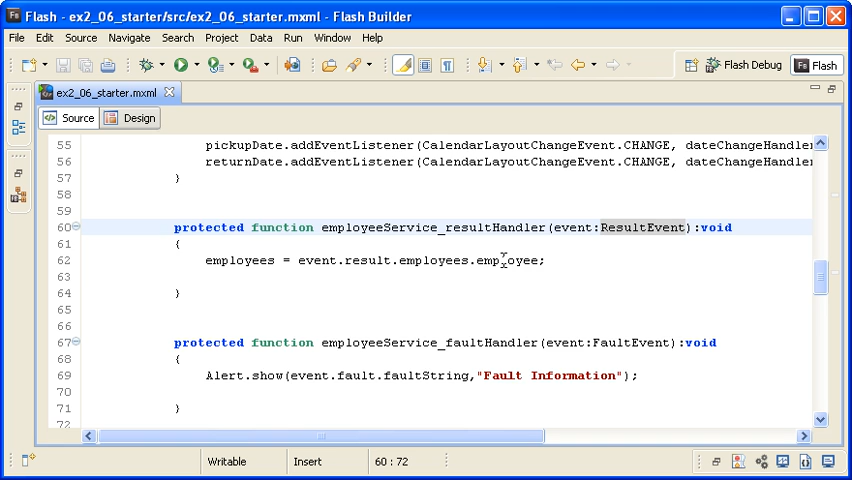 Flash - ex2_06_starter/src/ex2_06_starter.mxml - Flash Builder
File Edit Source Navigate Search Project Data Run Window Help
Flash Debug Fb Flash
ex2_06_starter.mxml
Source Design
55 pickupDate.addEventListener(CalendarLayoutChangeEvent.CHANGE, dateChangeHandler
56 returnDate.addEventListener(CalendarLayoutChangeEvent.CHANGE, dateChangeHandler
57 }
58
59
60 protected function employeeService_resultHandler(event:ResultEvent):void
61 {
62 employees = event.result.employees.employee;
63
64 }
65
66
67 protected function employeeService_faultHandler(event:FaultEvent):void
68 {
69 Alert.show(event.fault.faultString,"Fault Information");
70
71 }
72
Writable Insert 60 : 72